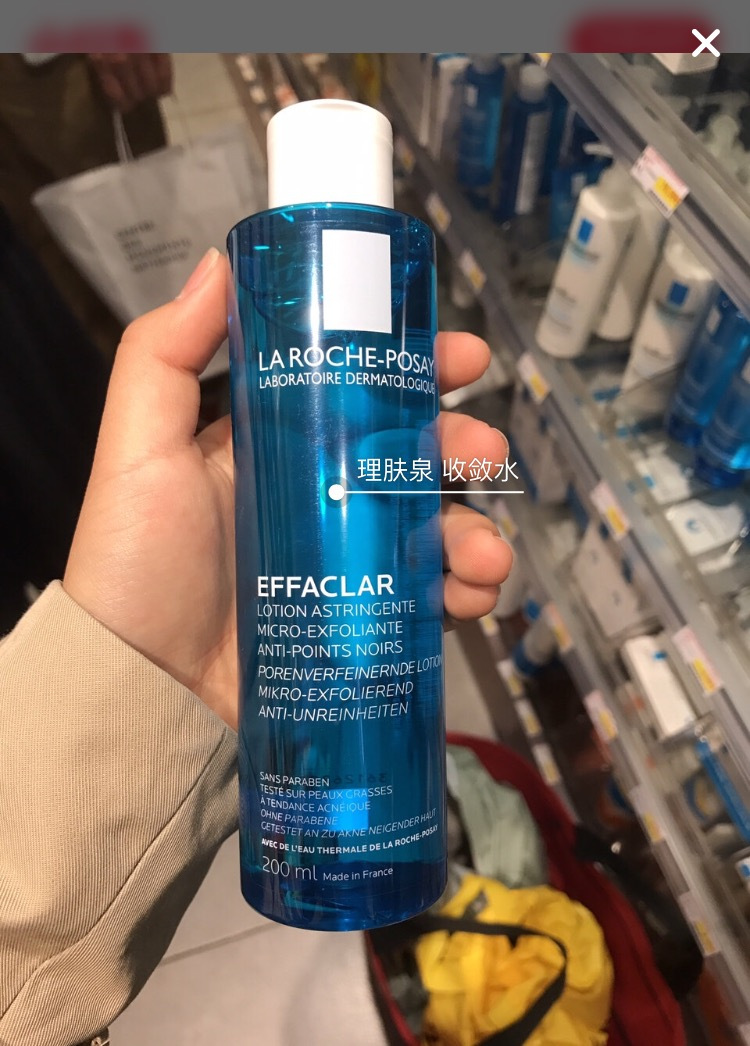 LA ROCHE-POSAY
LABORATOIRE DERMATOLOGIQUE
理肤泉 收敛水
EFFACLAR
LOTION ASTRINGENTE
MICRO-EXFOLIANTE
ANTI-POINTS NOIRS
PORENVERFEINERNDE LOTION
MIKRO-EXFOLIEREND
ANTI-UNREINHEITEN
SANS PARABEN
TESTÉ SUR PEAUX GRASSES
À TENDANCE ACNÉIQUE
OHNE PARABENE
GETESTET AN ZU AKNE NEIGENDER HAUT
AVEC DE L'EAU THERMALE DE LA ROCHE-POSAY
200 ml Made in France